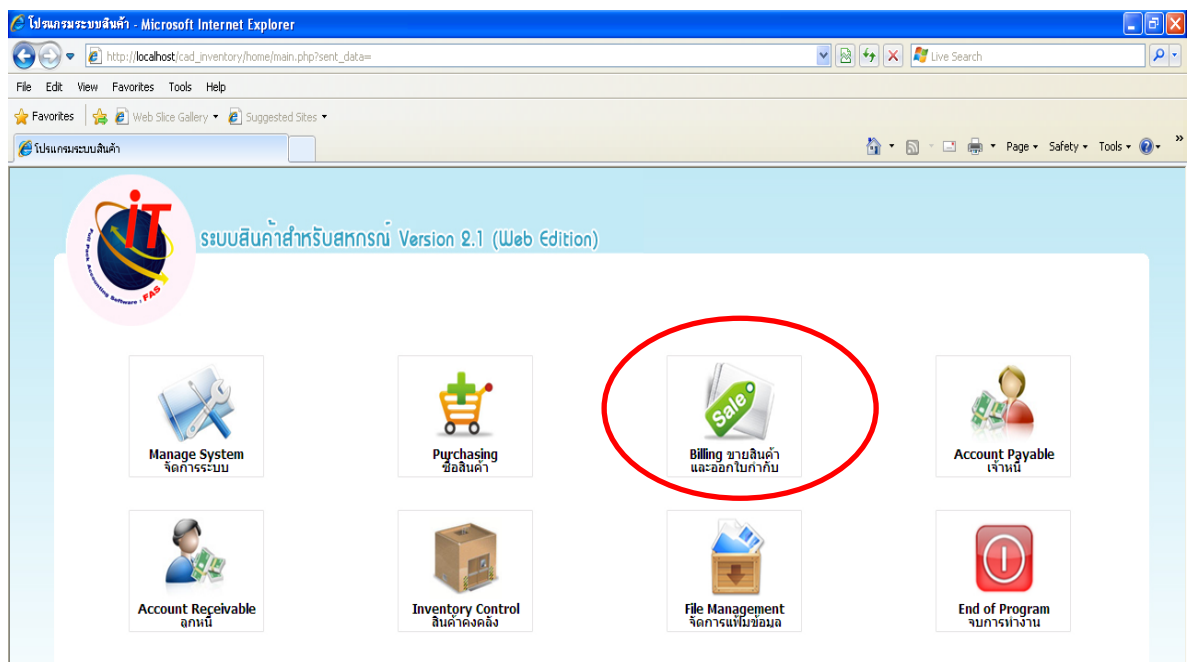 โปรแกรมระบบสินค้า - Microsoft Internet Explorer
http://localhost/cad_inventory/home/main.php?sent_data=
Live Search
File Edit View Favorites Tools Help
Favorites Web Slice Gallery Suggested Sites
โปรแกรมระบบสินค้า
Page Safety Tools »
iT
Full Pack Accounting Software : FAS
ระบบสินค้าสำหรับสหกรณ์ Version 2.1 (Web Edition)
Sale
Manage System
จัดการระบบ
Purchasing
ซื้อสินค้า
Billing ขายสินค้า
และออกใบกำกับ
Account Payable
เจ้าหนี้
Account Receivable
ลูกหนี้
Inventory Control
สินค้าคงคลัง
File Management
จัดการแฟ้มข้อมูล
End of Program
จบการทำงาน